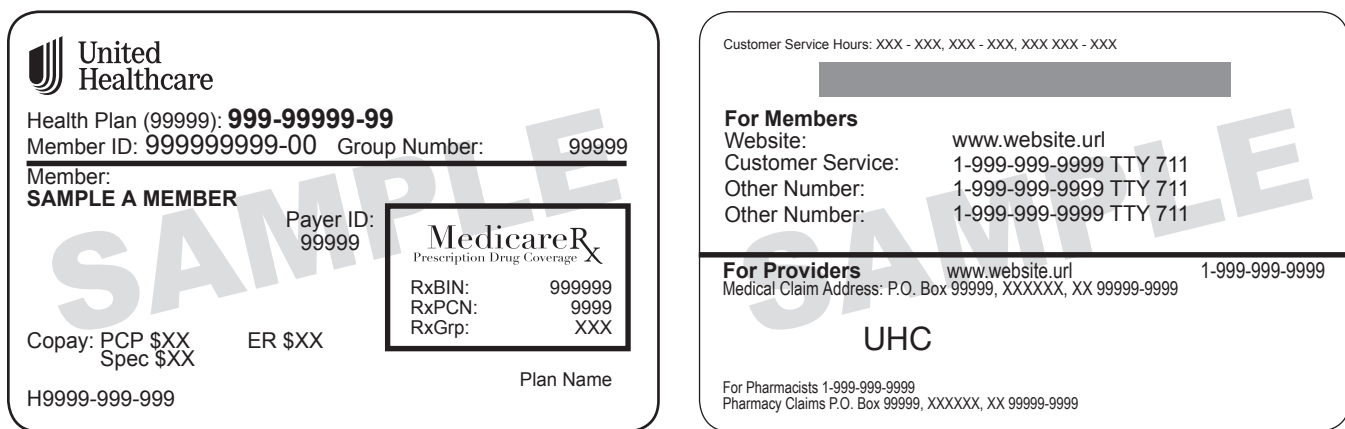 United
Healthcare
Health Plan (99999): 999-99999-99
Member ID: 999999999-00 Group Number: 99999
Member:
SAMPLE A MEMBER
Payer ID:
99999
MedicareRx
Prescription Drug Coverage
RxBIN: 999999
RxPCN: 9999
RxGrp: XXX
Copay: PCP $XX ER $XX
Spec $XX
Plan Name
H9999-999-999
SAMPLE
Customer Service Hours: XXX - XXX, XXX - XXX, XXX XXX - XXX
For Members
Website: www.website.url
Customer Service: 1-999-999-9999 TTY 711
Other Number: 1-999-999-9999 TTY 711
Other Number: 1-999-999-9999 TTY 711
For Providers www.website.url 1-999-999-9999
Medical Claim Address: P.O. Box 99999, XXXXXX, XX 99999-9999
UHC
For Pharmacists 1-999-999-9999
Pharmacy Claims P.O. Box 99999, XXXXXX, XX 99999-9999
SAMPLE